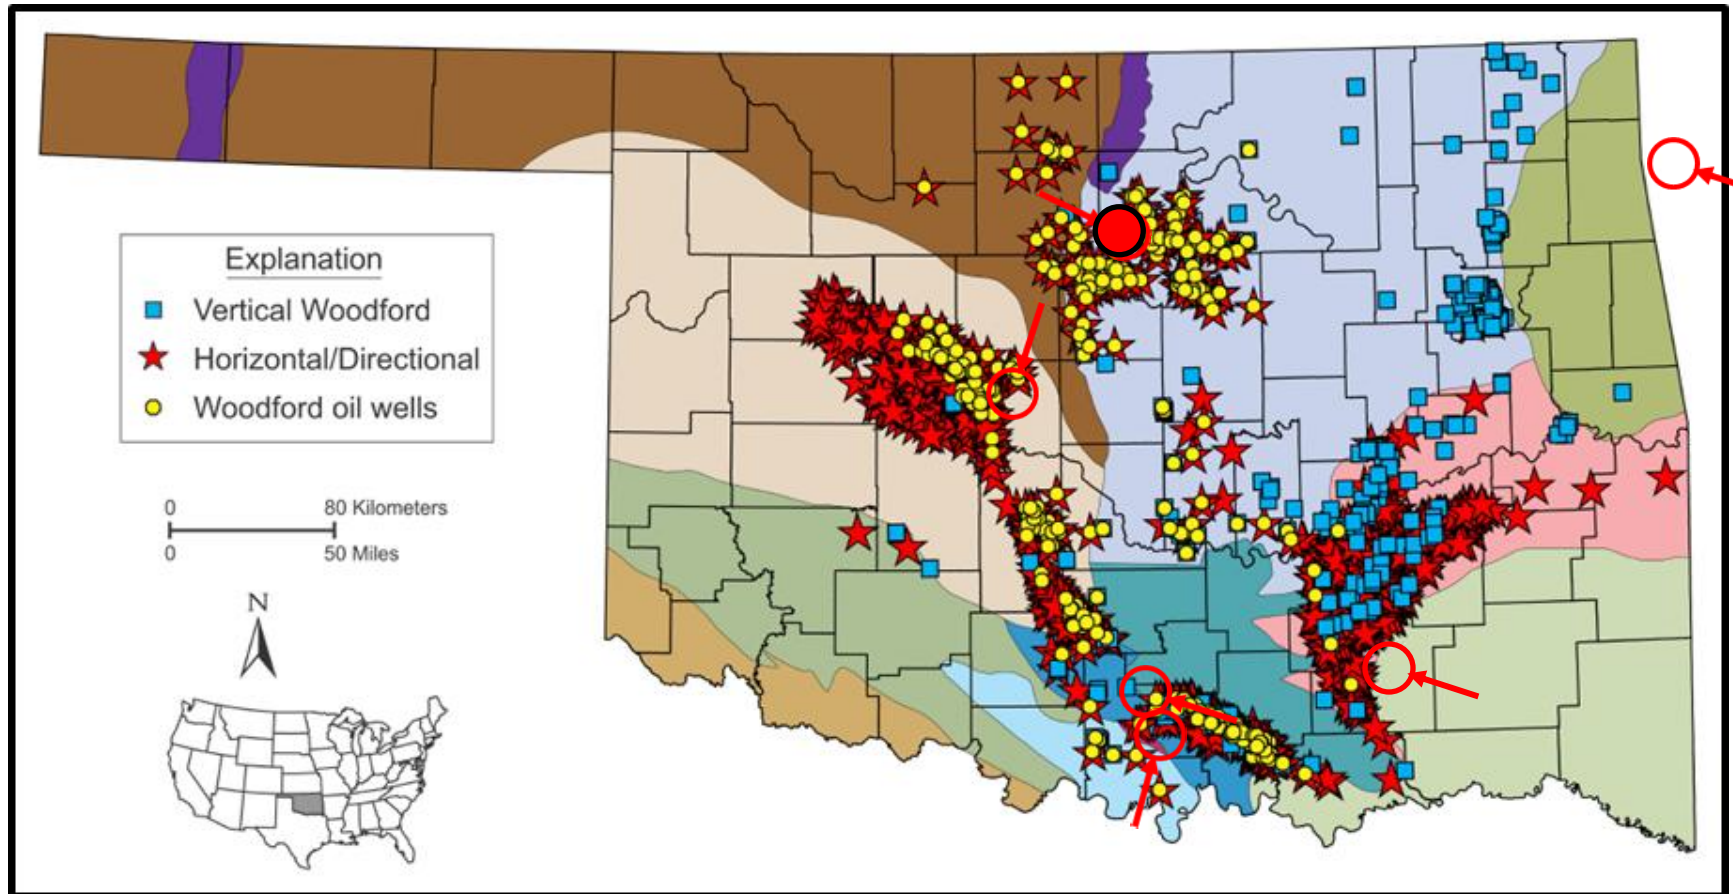 Explanation
Vertical Woodford
Horizontal/Directional
Woodford oil wells
0 80 Kilometers
0 50 Miles
N